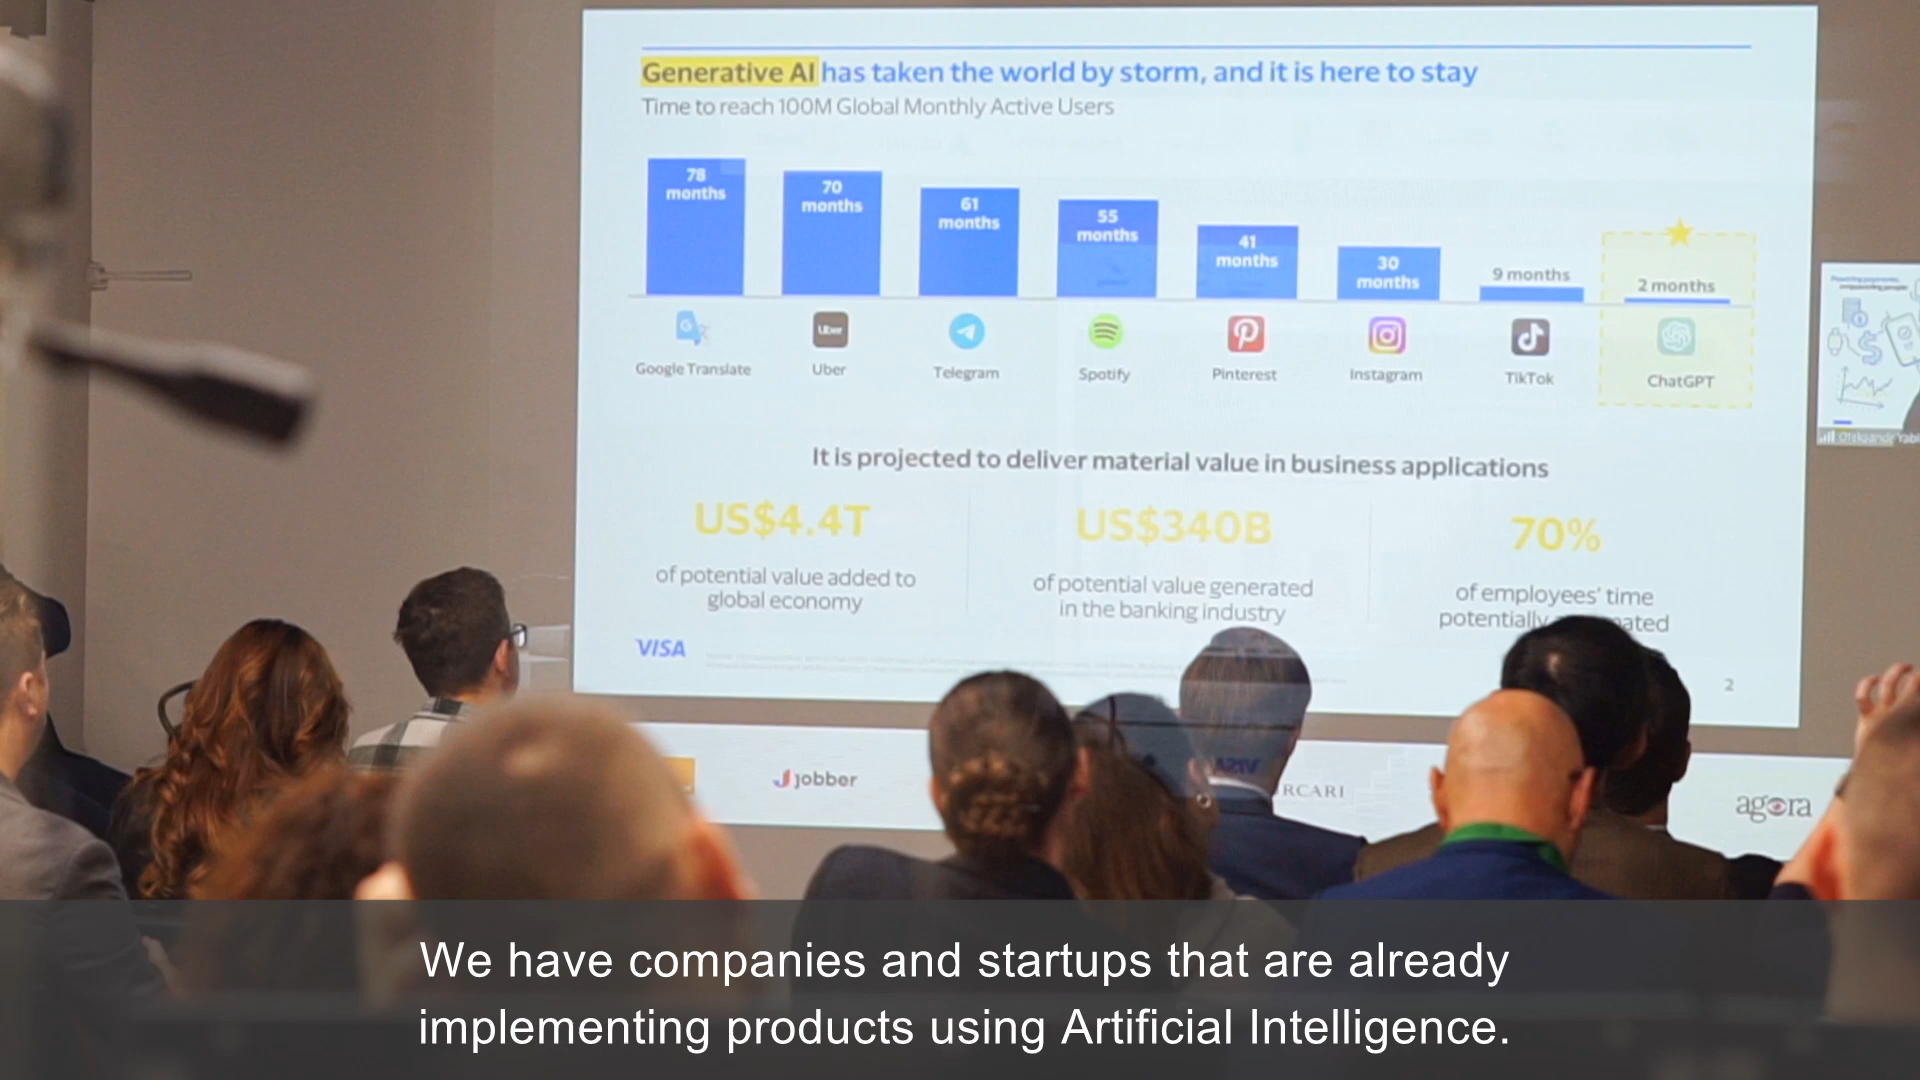 Generative AI has taken the world by storm, and it is here to stay
Time to reach 100M Global Monthly Active Users
78
months
70
months
61
months
55
months
41
months
30
months
9 months
2 months
Uber
Google Translate
Uber
Telegram
Spotify
Pinterest
Instagram
TikTok
ChatGPT
It is projected to deliver material value in business applications
US$4.4T
US$340B
70%
of potential value added to
global economy
of potential value generated
in the banking industry
of employees' time
potentially
VISA
2
Jobber
RCARI
agora
We have companies and startups that are already
implementing products using Artificial Intelligence.